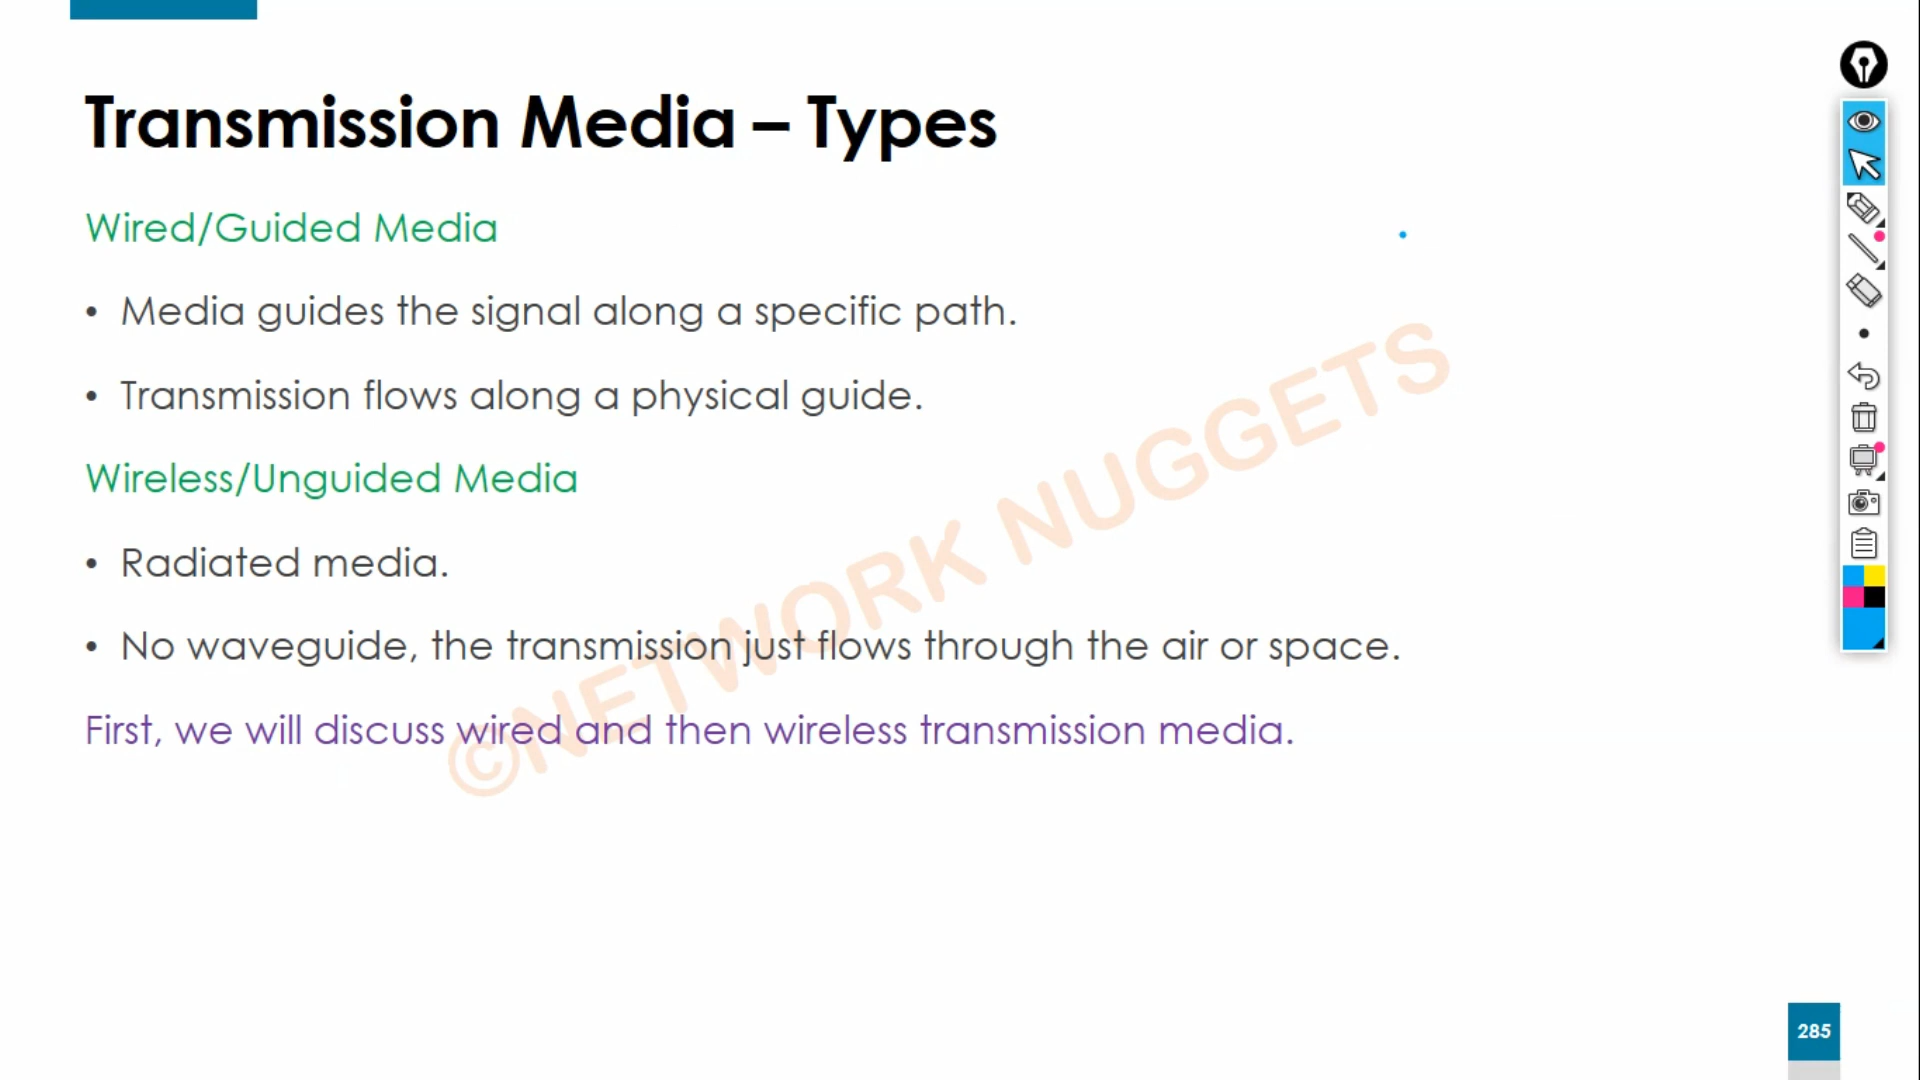 Transmission Media – Types
Wired/Guided Media
• Media guides the signal along a specific path.
• Transmission flows along a physical guide.
Wireless/Unguided Media
• Radiated media.
• No waveguide, the transmission just flows through the air or space.
First, we will discuss wired and then wireless transmission media.
©NETWORK NUGGETS
285